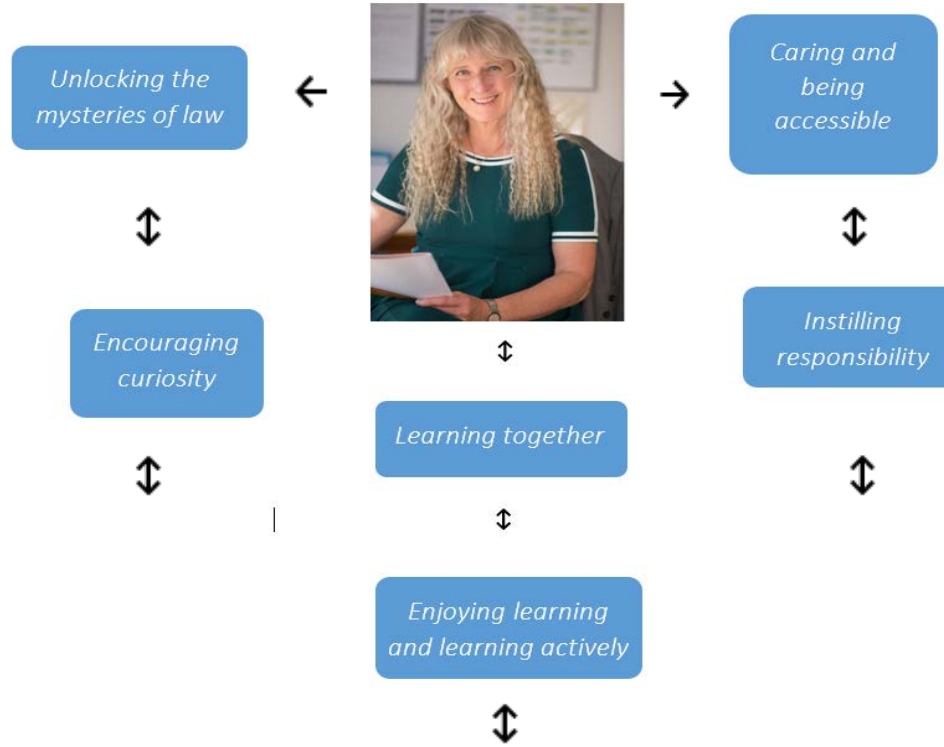 Unlocking the
mysteries of law
Caring and
being
accessible
Encouraging
curiosity
Instilling
responsibility
Learning together
Enjoying learning
and learning actively